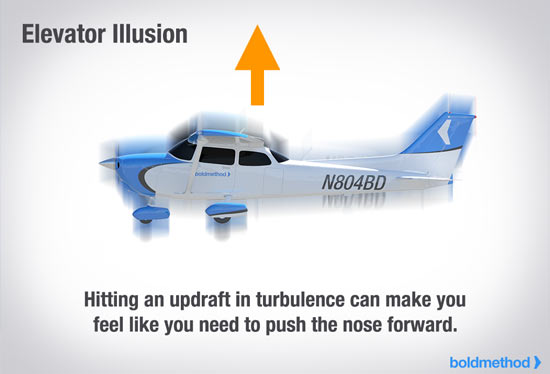 Elevator Illusion
boldmethod
N804BD
Hitting an updraft in turbulence can make you
feel like you need to push the nose forward.
boldmethod